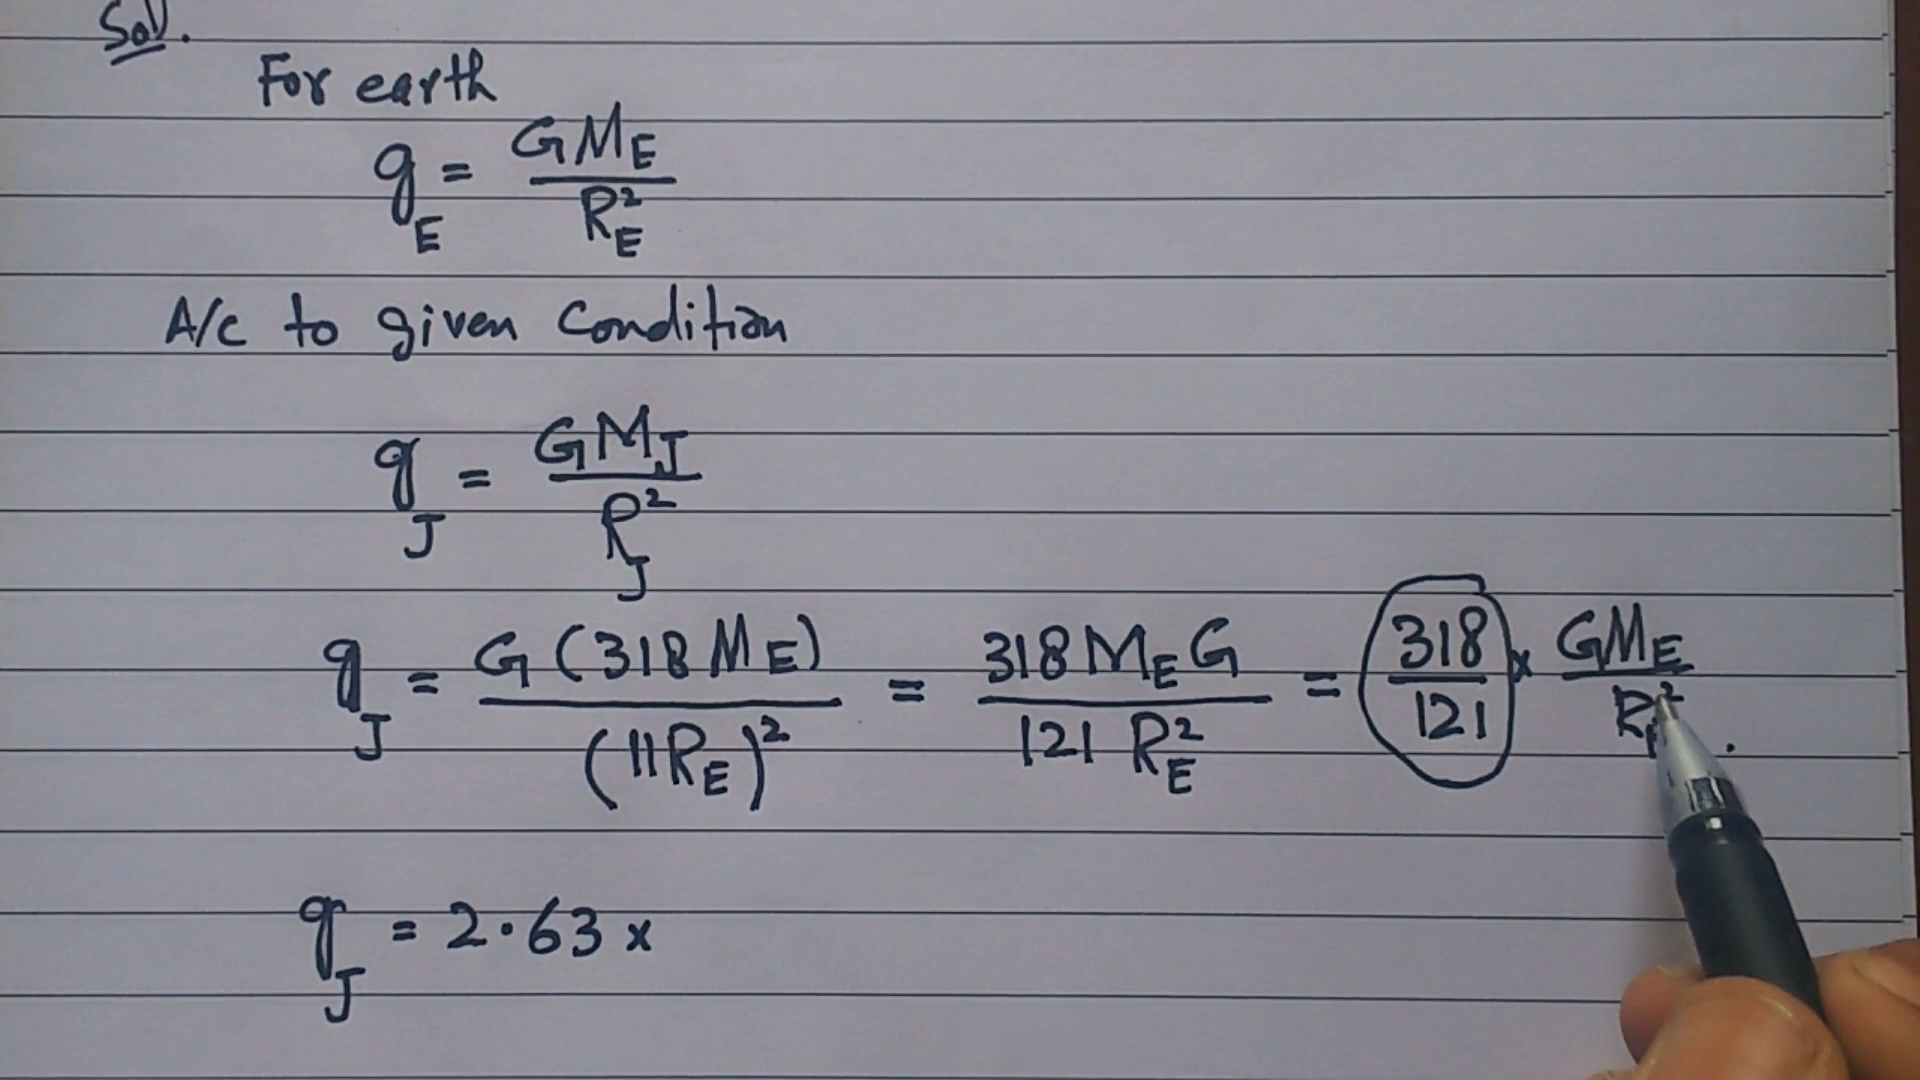 Sol.
For earth
g_E = GM_E / R_E^2
A/c to given Condition
g_J = GM_J / R_J^2
g_J = G(318 M_E) / (11R_E)^2 = 318 M_E G / 121 R_E^2 = 318/121 x GM_E / R_E^2 .
g_J = 2.63 x